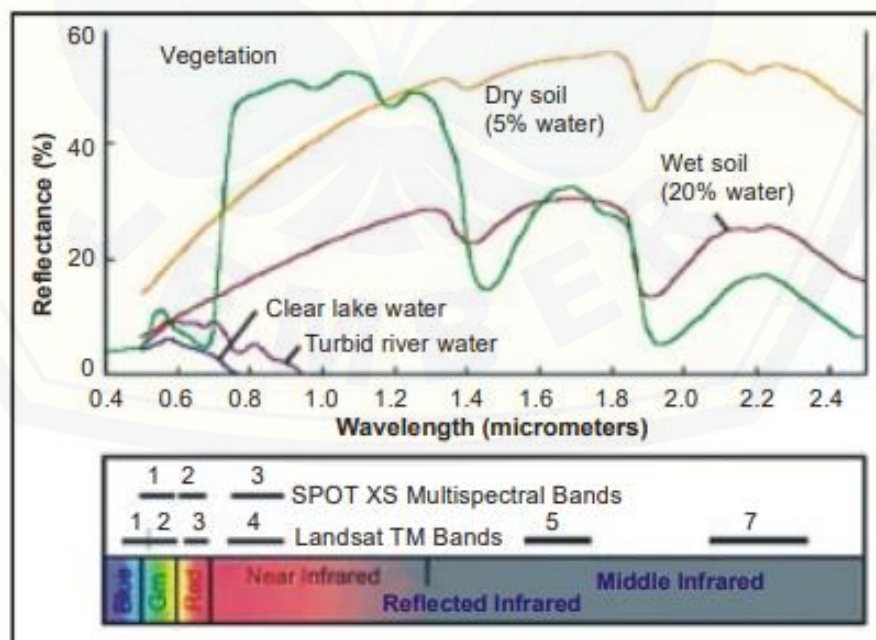 60
Vegetation
Dry soil
(5% water)
40
Wet soil
(20% water)
Reflectance (%)
20
Clear lake water
Turbid river water
0
0.4 0.6 0.8 1.0 1.2 1.4 1.6 1.8 2.0 2.2 2.4
Wavelength (micrometers)
1 2 3 SPOT XS Multispectral Bands
1 2 3 4 Landsat TM Bands 5 7
Blue Grn Red Near Infrared Middle Infrared
Reflected Infrared